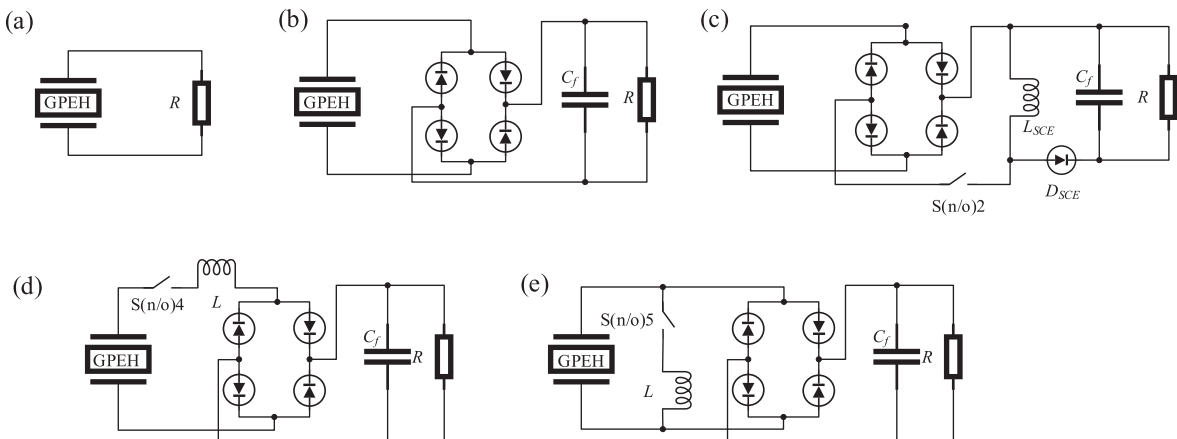 (a)
GPEH
R
(b)
GPEH
C_f
R
(c)
GPEH
C_f
R
L_SCE
D_SCE
S(n/o)2
(d)
S(n/o)4
L
GPEH
C_f
R
(e)
S(n/o)5
GPEH
L
C_f
R